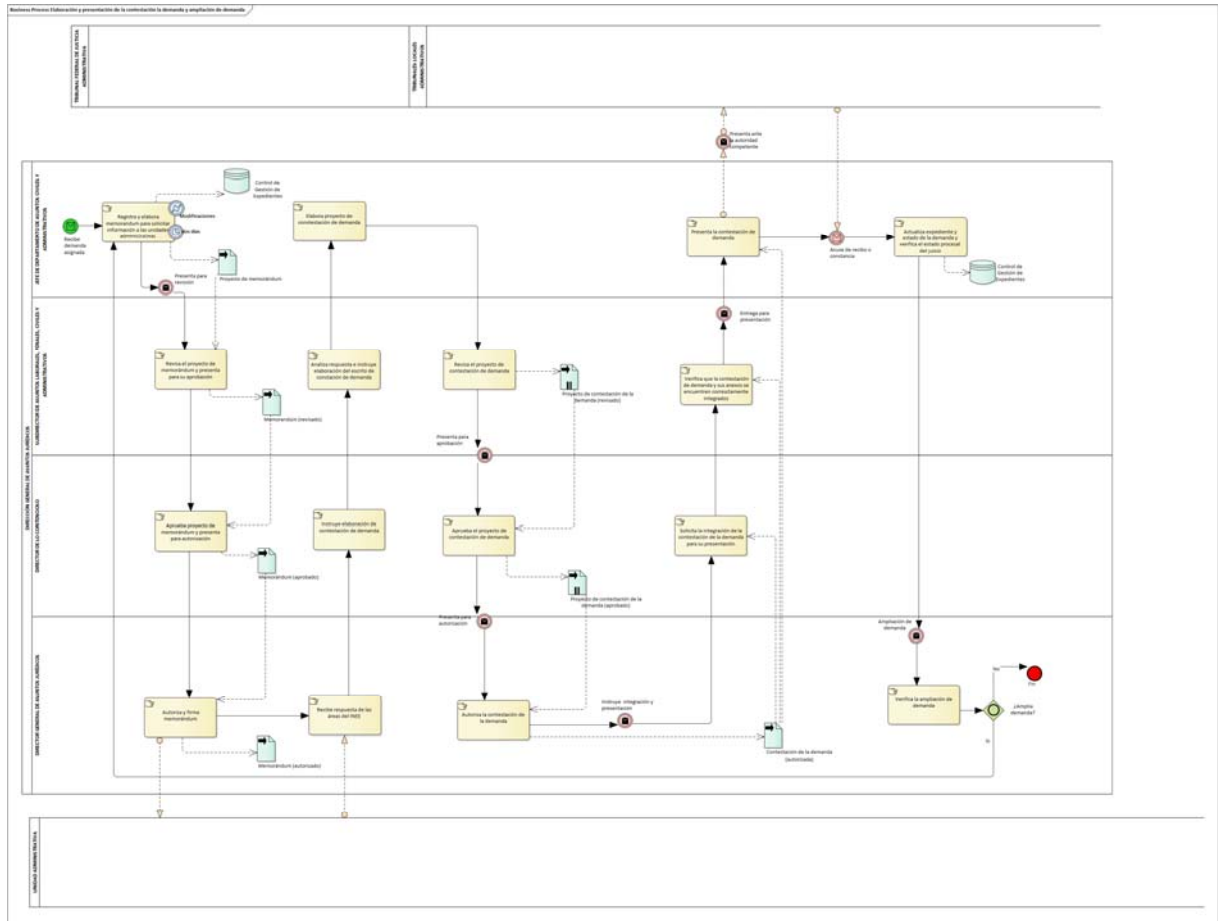 Business Process Elaboración y presentación de la contestación la demanda y ampliación de demanda
TRIBUNAL FEDERAL DE JUSTICIA
ADMINISTRATIVA
TRIBUNALES LOCALES
ADMINISTRATIVOS
Presenta ante
la autoridad
competente
DIRECCIÓN GENERAL DE ASUNTOS JURÍDICOS
JEFE DE DEPARTAMENTO DE ASUNTOS CIVILES Y
ADMINISTRATIVOS
Recibe
demanda
asignada
Registra y elabora
memorándum para solicitar
información a las unidades
administrativas
Modificaciones
Control de
Gestión de
Expedientes
Proyecto de memorándum
Presenta para
revisión
Elabora proyecto de
contestación de demanda
Presenta la contestación de
demanda
Acuse de recibo o
constancia
Actualiza expediente y
estado de la demanda y
verifica el estado procesal
del juicio
Control de
Gestión de
Expedientes
SUBDIRECTOR DE ASUNTOS LABORALES, PENALES, CIVILES Y
ADMINISTRATIVOS
Revisa el proyecto de
memorándum y presenta
para su aprobación
Memorándum (revisado)
Analiza respuesta e instruye
elaboración del escrito de
Revisa el proyecto de
contestación de demanda
Proyecto de contestación de la
demanda (revisado)
Presenta para
aprobación
Entrega para
presentación
Verifica que la contestación
de demanda y sus anexos se
encuentren correctamente
integrados
DIRECTOR DE LO CONTENCIOSO
Aprueba proyecto de
memorándum y presenta
para autorización
Memorándum (aprobado)
Instruye elaboración de
contestación de demanda
Aprueba el proyecto de
contestación de demanda
Proyecto de contestación de la
demanda (aprobado)
Presenta para
autorización
Solicita la integración de la
contestación de la demanda
para su presentación
DIRECTOR GENERAL DE ASUNTOS JURÍDICOS
Autoriza y firma
memorándum
Memorándum (autorizado)
Recibe respuesta de las
áreas del
Autoriza la contestación de
la demanda
Instruye integración y
presentación
Contestación de la demanda
(autorizada)
Ampliación de
demanda
Verifica la ampliación de
demanda
No
Fin
¿Amplía
demanda?
Si
UNIDAD ADMINISTRATIVA